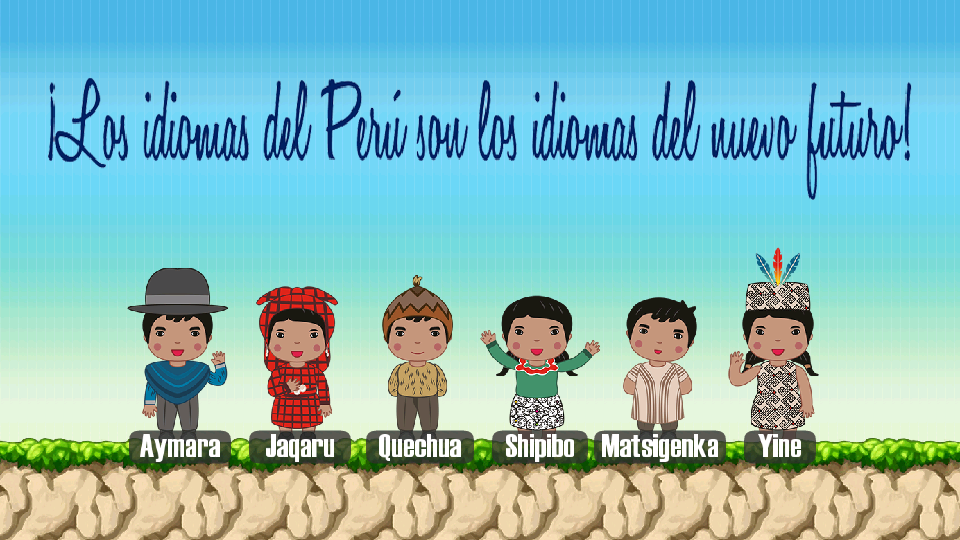 ¡Los idiomas del Perú son los idiomas del nuevo futuro!
Aymara Jaqaru Quechua Shipibo Matsigenka Yine